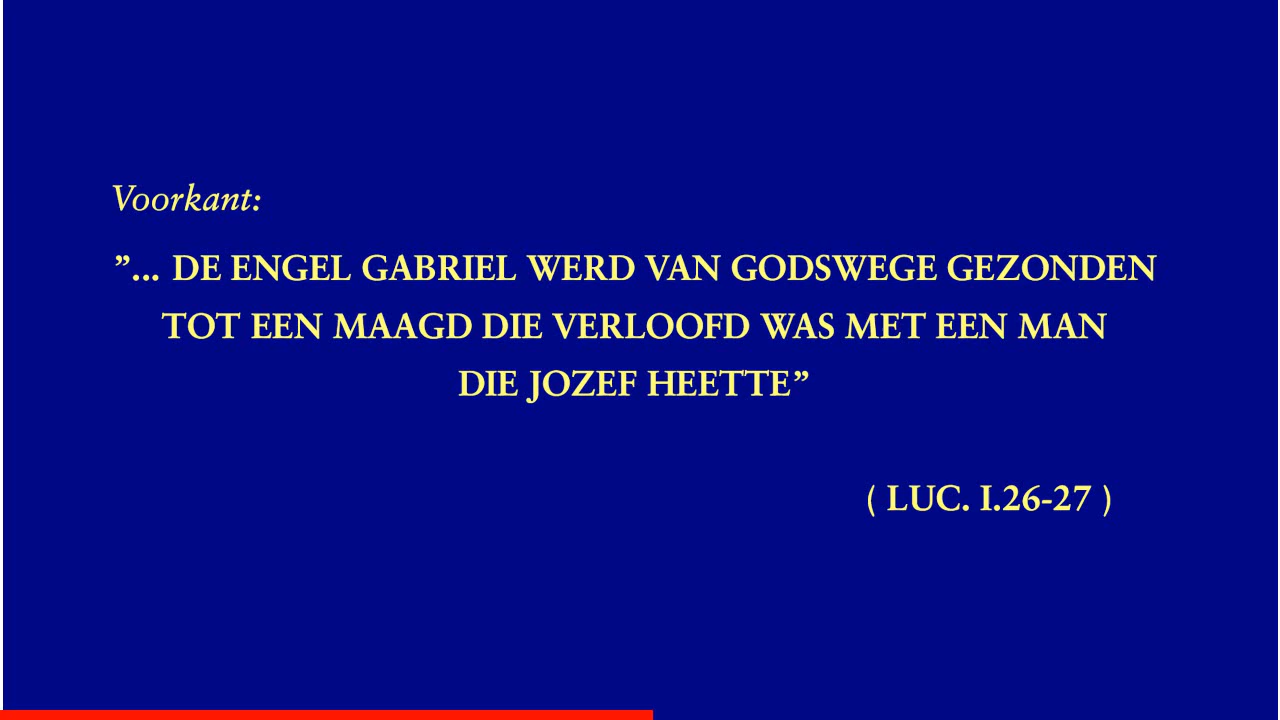 Voorkant:
”... DE ENGEL GABRIEL WERD VAN GODSWEGE GEZONDEN
TOT EEN MAAGD DIE VERLOOFD WAS MET EEN MAN
DIE JOZEF HEETTE”
( LUC. I.26-27 )